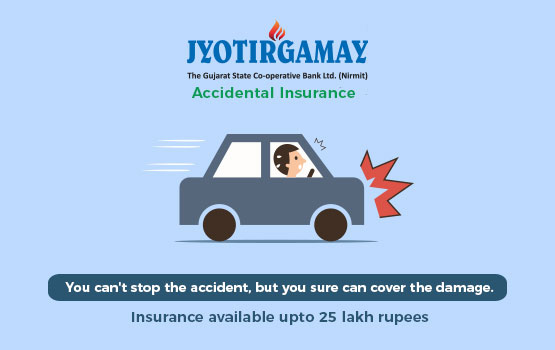 JYOTIRGAMAY
The Gujarat State Co-operative Bank Ltd. (Nirmit)
Accidental Insurance
You can't stop the accident, but you sure can cover the damage.
Insurance available upto 25 lakh rupees